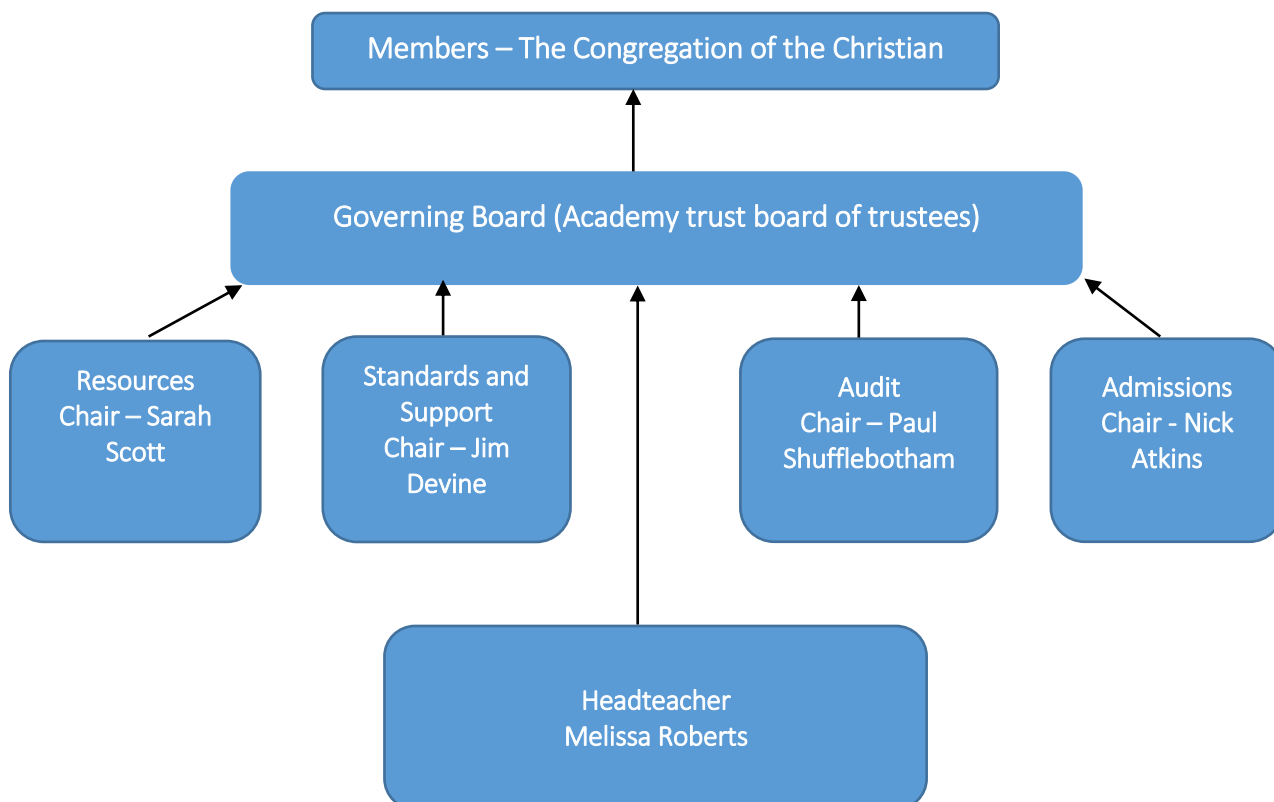 Members – The Congregation of the Christian
Governing Board (Academy trust board of trustees)
Resources
Chair – Sarah
Scott
Standards and
Support
Chair – Jim
Devine
Audit
Chair – Paul
Shufflebotham
Admissions
Chair - Nick
Atkins
Headteacher
Melissa Roberts